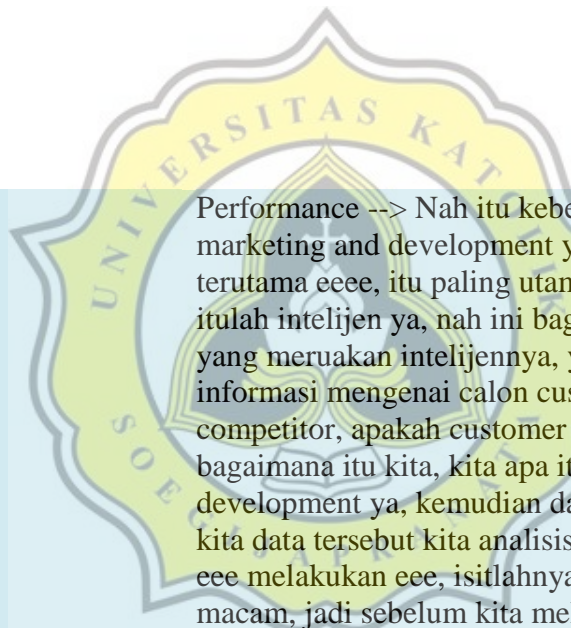 UNIVERSITAS KATOLIK
Performance --> Nah itu kebe
marketing and development y
terutama eeee, itu paling utan
itulah intelijen ya, nah ini bag
yang meruakan intelijennya, y
informasi mengenai calon cus
competitor, apakah customer
bagaimana itu kita, kita apa it
development ya, kemudian da
kita data tersebut kita analisis
eee melakukan eee, isitlahnya
macam, jadi sebelum kita me
SOEGIJAPRANATA